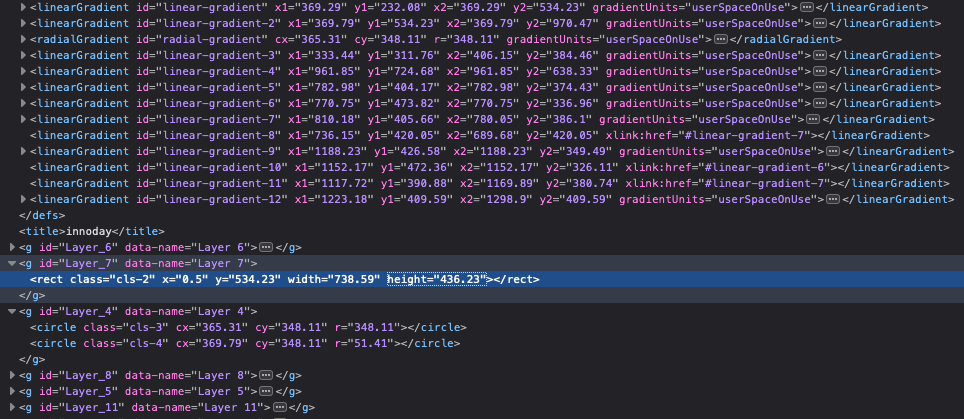 <linearGradient id="linear-gradient" x1="369.29" y1="232.08" x2="369.29" y2="534.23" gradientUnits="userSpaceOnUse">…</linearGradient>
<linearGradient id="linear-gradient-2" x1="369.79" y1="534.23" x2="369.79" y2="970.47" gradientUnits="userSpaceOnUse">…</linearGradient>
<radialGradient id="radial-gradient" cx="365.31" cy="348.11" r="348.11" gradientUnits="userSpaceOnUse">…</radialGradient>
<linearGradient id="linear-gradient-3" x1="333.44" y1="311.76" x2="406.15" y2="384.46" gradientUnits="userSpaceOnUse">…</linearGradient>
<linearGradient id="linear-gradient-4" x1="961.85" y1="724.68" x2="961.85" y2="638.33" gradientUnits="userSpaceOnUse">…</linearGradient>
<linearGradient id="linear-gradient-5" x1="782.98" y1="404.17" x2="782.98" y2="374.43" gradientUnits="userSpaceOnUse">…</linearGradient>
<linearGradient id="linear-gradient-6" x1="770.75" y1="473.82" x2="770.75" y2="336.96" gradientUnits="userSpaceOnUse">…</linearGradient>
<linearGradient id="linear-gradient-7" x1="810.18" y1="405.66" x2="780.05" y2="386.1" gradientUnits="userSpaceOnUse">…</linearGradient>
<linearGradient id="linear-gradient-8" x1="736.15" y1="420.05" x2="689.68" y2="420.05" xlink:href="#linear-gradient-7"></linearGradient>
<linearGradient id="linear-gradient-9" x1="1188.23" y1="426.58" x2="1188.23" y2="349.49" gradientUnits="userSpaceOnUse">…</linearGradient>
<linearGradient id="linear-gradient-10" x1="1152.17" y1="472.36" x2="1152.17" y2="326.11" xlink:href="#linear-gradient-6"></linearGradient>
<linearGradient id="linear-gradient-11" x1="1117.72" y1="390.88" x2="1169.89" y2="380.74" xlink:href="#linear-gradient-7"></linearGradient>
<linearGradient id="linear-gradient-12" x1="1223.18" y1="409.59" x2="1298.9" y2="409.59" gradientUnits="userSpaceOnUse">…</linearGradient>
</defs>
<title>innoday</title>
<g id="Layer_6" data-name="Layer 6">…</g>
<g id="Layer_7" data-name="Layer 7">
<rect class="cls-2" x="0.5" y="534.23" width="738.59" height="436.23"></rect>
</g>
<g id="Layer_4" data-name="Layer 4">
<circle class="cls-3" cx="365.31" cy="348.11" r="348.11"></circle>
<circle class="cls-4" cx="369.79" cy="348.11" r="51.41"></circle>
</g>
<g id="Layer_8" data-name="Layer 8">…</g>
<g id="Layer_5" data-name="Layer 5">…</g>
<g id="Layer_11" data-name="Layer 11">…</g>